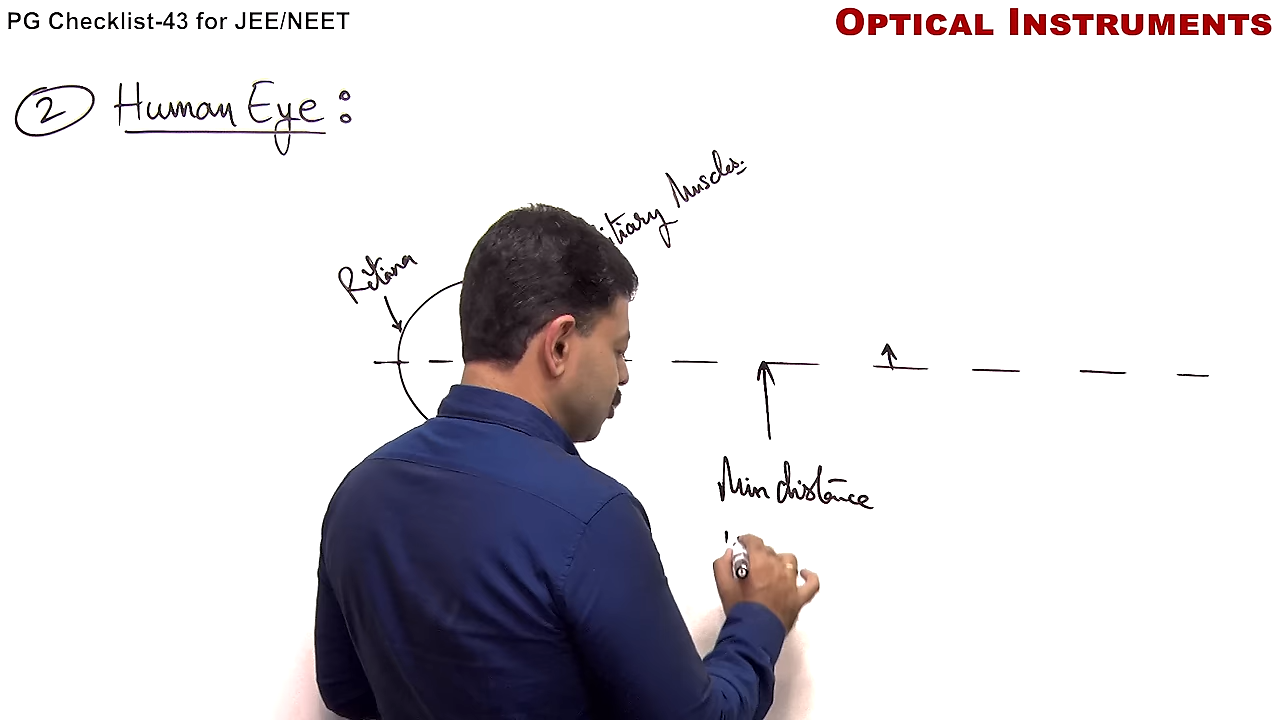 PG Checklist-43 for JEE/NEET
OPTICAL INSTRUMENTS
2 Human Eye:
Muscles.
Retina
Min distance